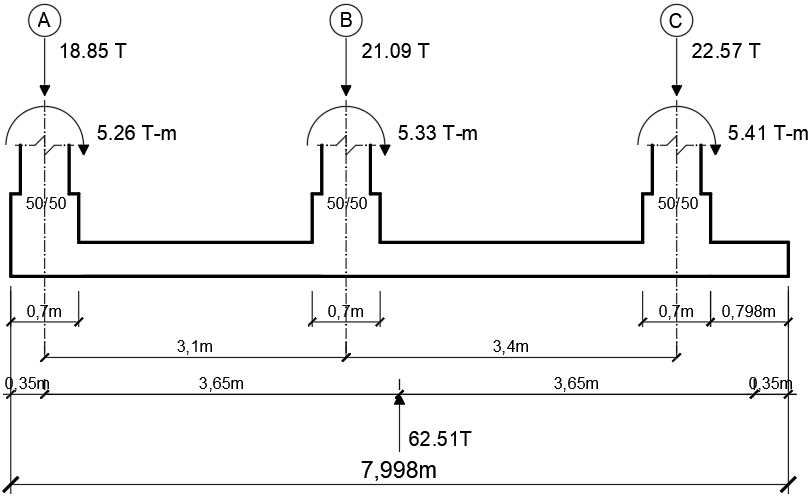 A B C
18.85 T 21.09 T 22.57 T
5.26 T-m 5.33 T-m 5.41 T-m
50/50 50/50 50/50
0,7m 0,7m 0,7m 0,798m
3,1m 3,4m
0,35m 3,65m 3,65m 0,35m
62.51T
7,998m